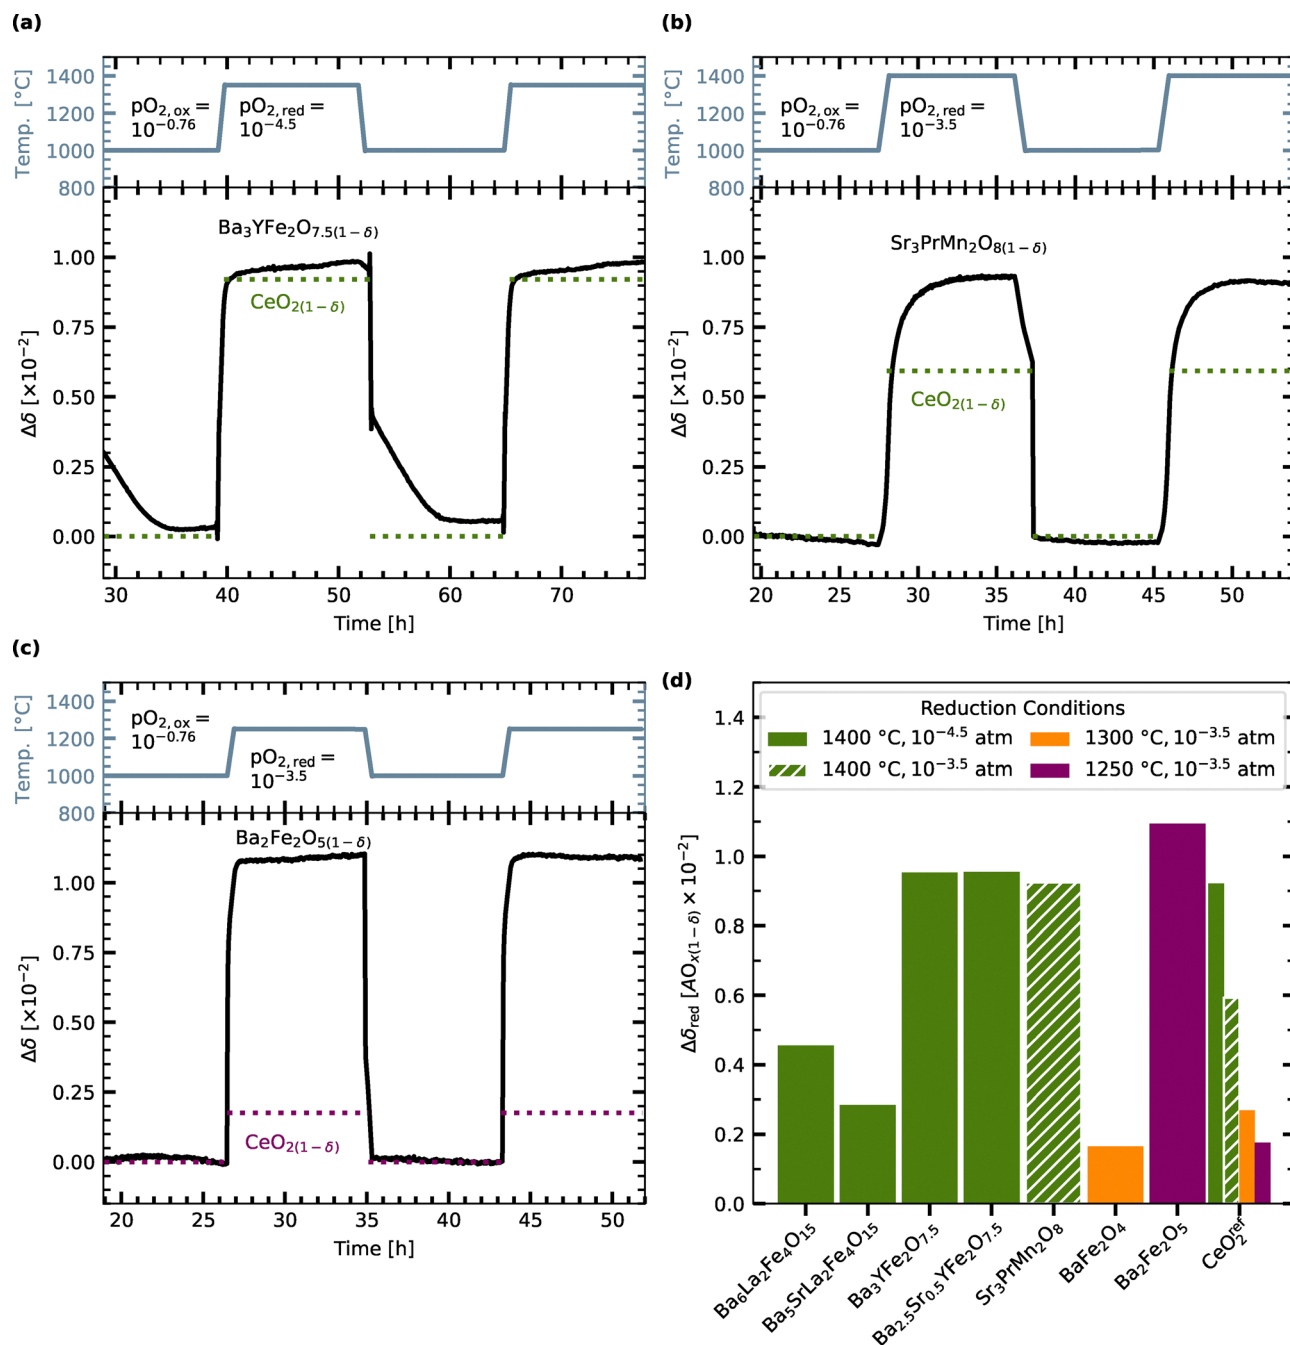 (a)
1400
1200
1000
800
Temp. [°C]
pO₂,ox =
10⁻⁰·⁷⁶
pO₂,red =
10⁻⁴·⁵
Ba₃YFe₂O₇.₅(1−δ)
CeO₂(1−δ)
1.00
0.75
0.50
0.25
0.00
Δδ [×10⁻²]
30 40 50 60 70
Time [h]
(b)
1400
1200
1000
800
Temp. [°C]
pO₂,ox =
10⁻⁰·⁷⁶
pO₂,red =
10⁻³·⁵
Sr₃PrMn₂O₈(1−δ)
CeO₂(1−δ)
1.00
0.75
0.50
0.25
0.00
Δδ [×10⁻²]
20 25 30 35 40 45 50
Time [h]
(c)
1400
1200
1000
800
Temp. [°C]
pO₂,ox =
10⁻⁰·⁷⁶
pO₂,red =
10⁻³·⁵
Ba₂Fe₂O₅(1−δ)
CeO₂(1−δ)
1.00
0.75
0.50
0.25
0.00
Δδ [×10⁻²]
20 25 30 35 40 45 50
Time [h]
(d)
Reduction Conditions
1400 °C, 10⁻⁴·⁵ atm
1400 °C, 10⁻³·⁵ atm
1300 °C, 10⁻³·⁵ atm
1250 °C, 10⁻³·⁵ atm
1.4
1.2
1.0
0.8
0.6
0.4
0.2
0.0
Δδred [AOx(1−δ) × 10⁻²]
Ba₆La₂Fe₄O₁₅
Ba₅SrLa₂Fe₄O₁₅
Ba₃YFe₂O₇.₅
Ba₂.₅Sr₀.₅YFe₂O₇.₅
Sr₃PrMn₂O₈
BaFe₂O₄
Ba₂Fe₂O₅
CeO₂ʳᵉᶠ